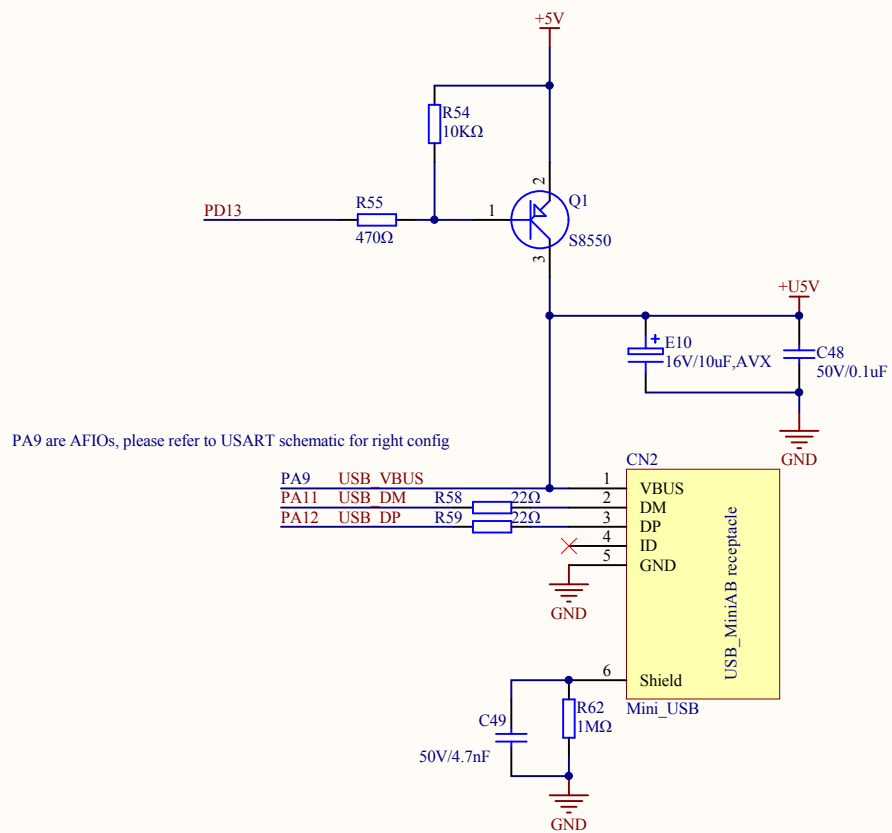 +5V
R54
10KΩ
2
Q1
PD13
R55
1
470Ω
S8550
3
+U5V
E10
16V/10uF,AVX
C48
50V/0.1uF
PA9 are AFIOs, please refer to USART schematic for right config
GND
CN2
PA9 USB_VBUS 1 VBUS
PA11 USB_DM R58 22Ω 2 DM
PA12 USB_DP R59 22Ω 3 DP
4 ID
5 GND
GND
USB_MiniAB receptacle
6 Shield
Mini_USB
C49
50V/4.7nF
R62
1MΩ
GND